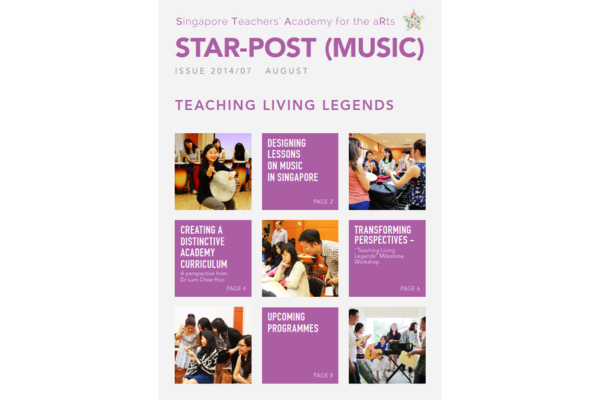 Singapore Teachers' Academy for the aRts
STAR-POST (MUSIC)
ISSUE 2014/07 AUGUST
TEACHING LIVING LEGENDS
DESIGNING
LESSONS
ON MUSIC
IN SINGAPORE
PAGE 2
CREATING A
DISTINCTIVE
ACADEMY
CURRICULUM
A perspective from
Dr Lum Chee Hoo
PAGE 4
TRANSFORMING
PERSPECTIVES –
"Teaching Living
Legends" Milestone
Workshop
PAGE 6
UPCOMING
PROGRAMMES
PAGE 8